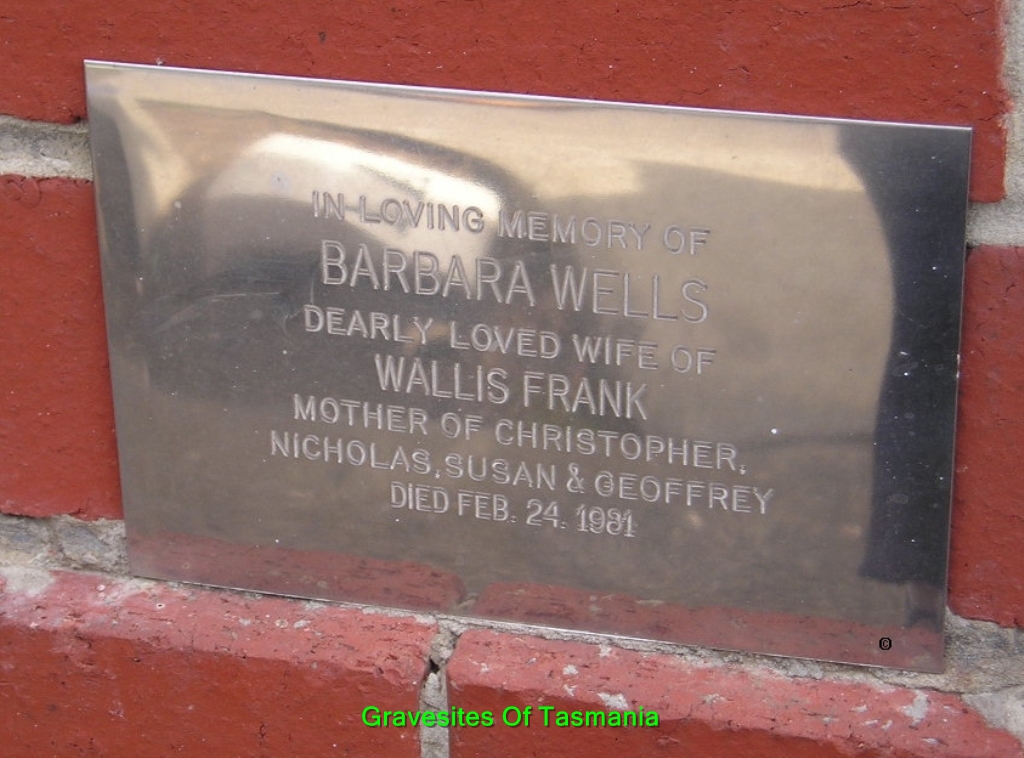 IN LOVING MEMORY OF
BARBARA WELLS
DEARLY LOVED WIFE OF
WALLIS FRANK
MOTHER OF CHRISTOPHER,
NICHOLAS, SUSAN & GEOFFREY
DIED FEB. 24. 1981
©
Gravesites Of Tasmania